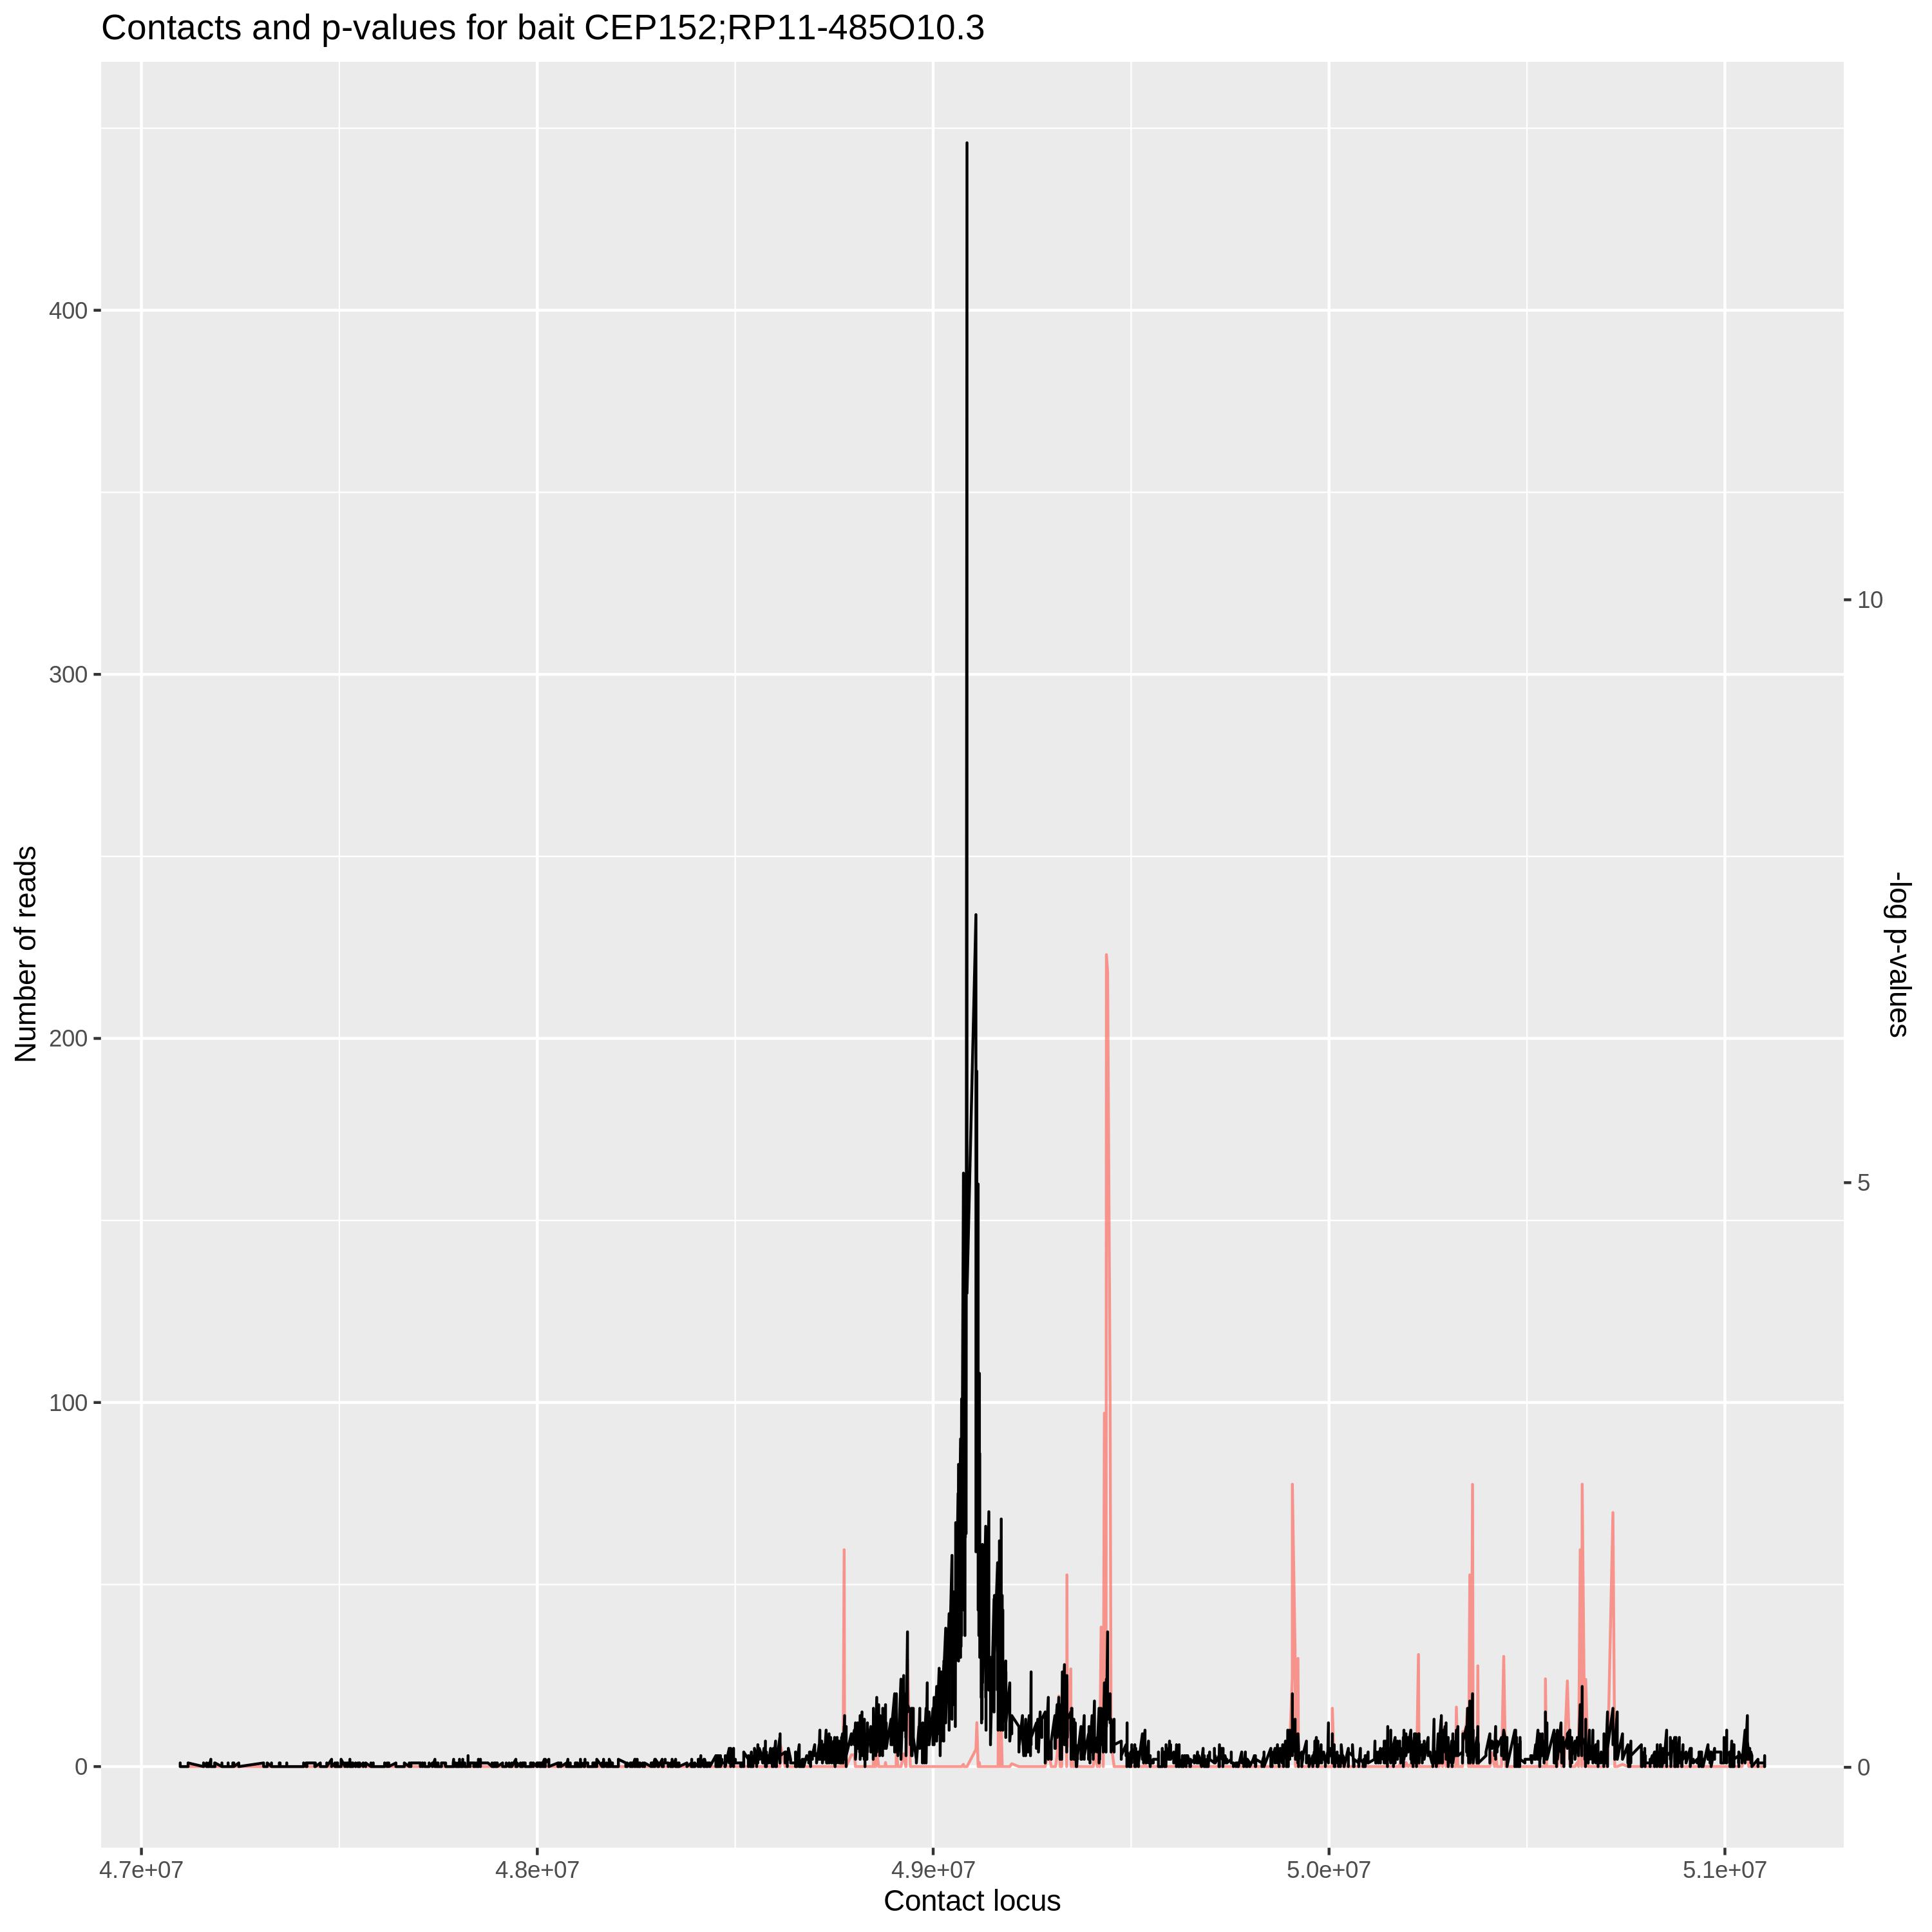 Contacts and p-values for bait CEP152;RP11-485O10.3
Number of reads
400
300
200
100
0
10
5
0
-log p-values
4.7e+07
4.8e+07
4.9e+07
5.0e+07
5.1e+07
Contact locus